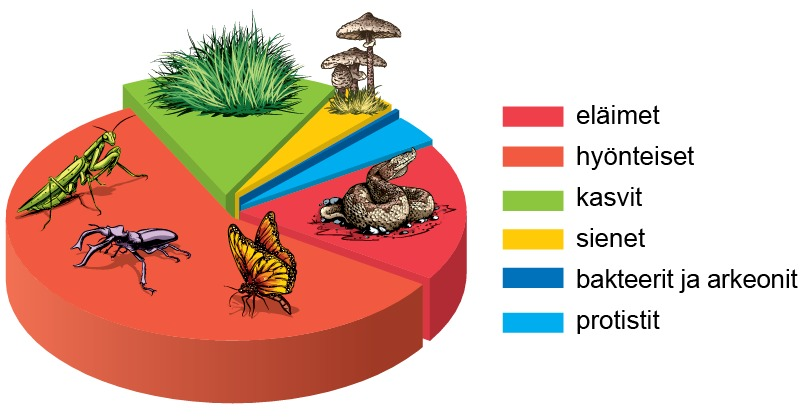 eläimet
hyönteiset
kasvit
sienet
bakteerit ja arkeonit
protistit